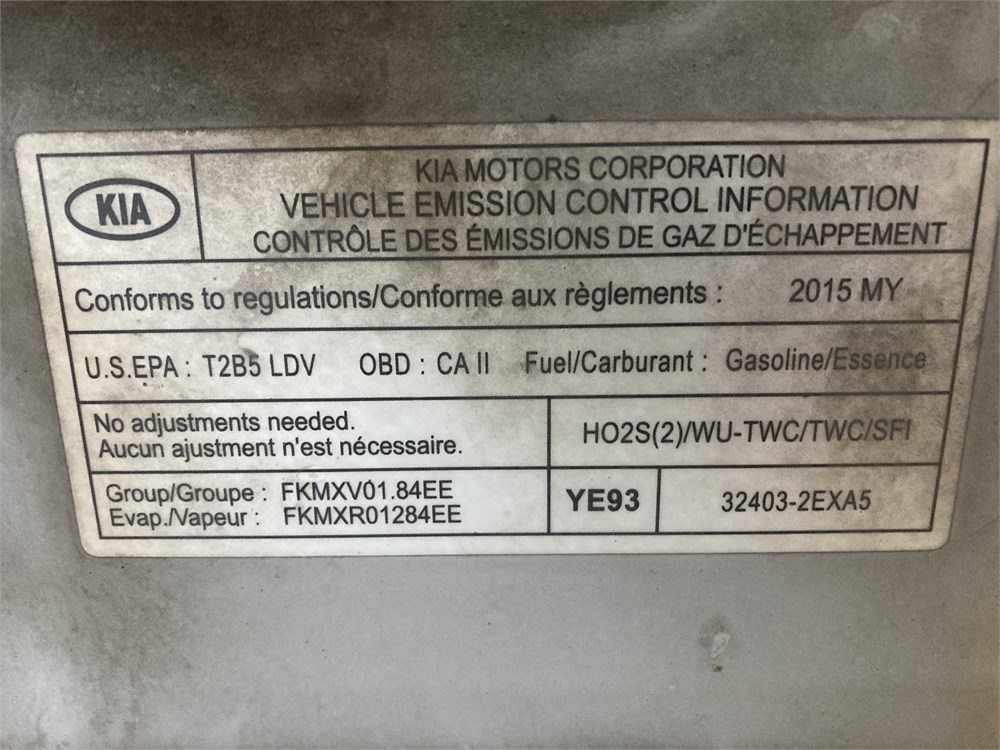 KIA
KIA MOTORS CORPORATION
VEHICLE EMISSION CONTROL INFORMATION
CONTRÔLE DES ÉMISSIONS DE GAZ D'ÉCHAPPEMENT
Conforms to regulations/Conforme aux règlements : 2015 MY
U.S.EPA : T2B5 LDV OBD : CA II Fuel/Carburant : Gasoline/Essence
No adjustments needed.
Aucun ajustment n'est nécessaire.
HO2S(2)/WU-TWC/TWC/SFI
Group/Groupe : FKMXV01.84EE
Evap./Vapeur : FKMXR01284EE
YE93
32403-2EXA5